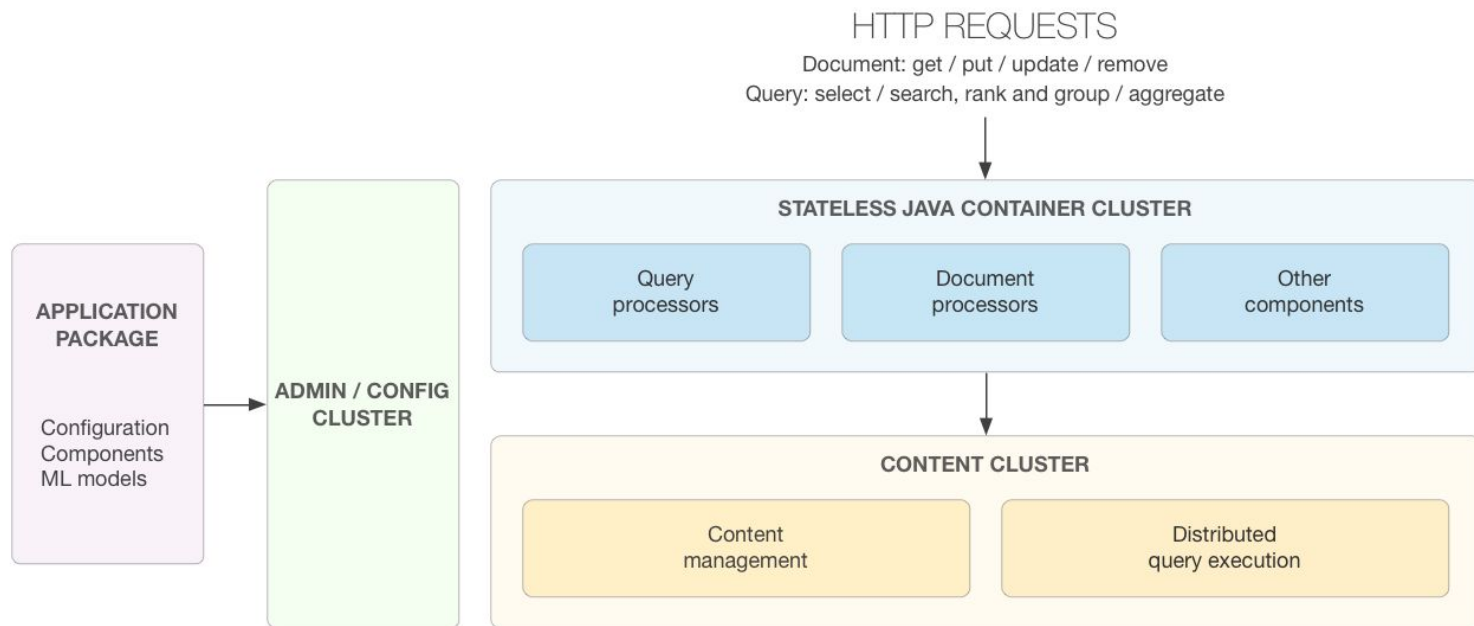 HTTP REQUESTS
Document: get / put / update / remove
Query: select / search, rank and group / aggregate
STATELESS JAVA CONTAINER CLUSTER
Query
processors
Document
processors
Other
components
APPLICATION
PACKAGE
Configuration
Components
ML models
ADMIN / CONFIG
CLUSTER
CONTENT CLUSTER
Content
management
Distributed
query execution